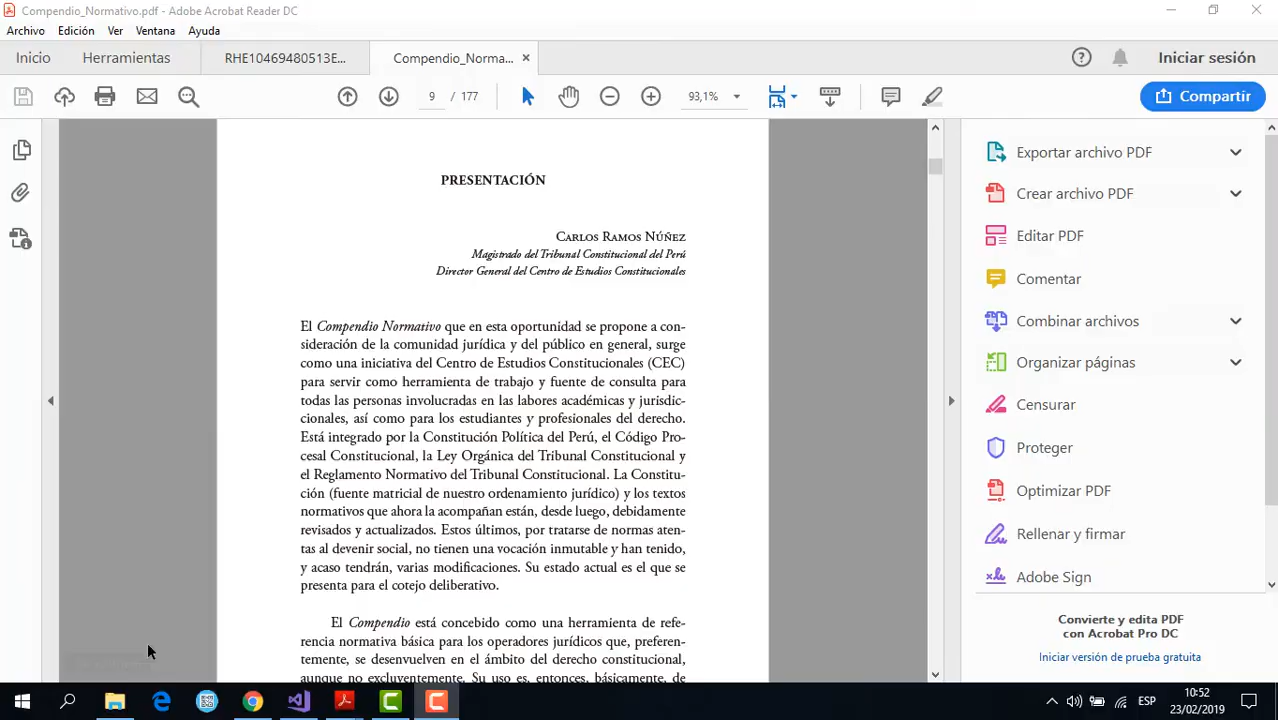 Compendio_Normativo.pdf - Adobe Acrobat Reader DC
Archivo Edición Ver Ventana Ayuda
Inicio Herramientas RHE10469480513E... Compendio_Norma... × Iniciar sesión
9 / 177 93,1% Compartir
PRESENTACIÓN
Carlos Ramos Núñez
Magistrado del Tribunal Constitucional del Perú
Director General del Centro de Estudios Constitucionales
El Compendio Normativo que en esta oportunidad se propone a con-
sideración de la comunidad jurídica y del público en general, surge
como una iniciativa del Centro de Estudios Constitucionales (CEC)
para servir como herramienta de trabajo y fuente de consulta para
todas las personas involucradas en las labores académicas y jurisdic-
cionales, así como para los estudiantes y profesionales del derecho.
Está integrado por la Constitución Política del Perú, el Código Pro-
cesal Constitucional, la Ley Orgánica del Tribunal Constitucional y
el Reglamento Normativo del Tribunal Constitucional. La Constitu-
ción (fuente matricial de nuestro ordenamiento jurídico) y los textos
normativos que ahora la acompañan están, desde luego, debidamente
revisados y actualizados. Estos últimos, por tratarse de normas aten-
tas al devenir social, no tienen una vocación inmutable y han tenido,
y acaso tendrán, varias modificaciones. Su estado actual es el que se
presenta para el cotejo deliberativo.
El Compendio está concebido como una herramienta de refe-
rencia normativa básica para los operadores jurídicos que, preferen-
temente, se desenvuelven en el ámbito del derecho constitucional,
aunque no excluyentemente. Su uso es, entonces, básicamente, de
Exportar archivo PDF
Crear archivo PDF
Editar PDF
Comentar
Combinar archivos
Organizar páginas
Censurar
Proteger
Optimizar PDF
Rellenar y firmar
Adobe Sign
Convierte y edita PDF
con Acrobat Pro DC
Iniciar versión de prueba gratuita
ESP
10:52
23/02/2019